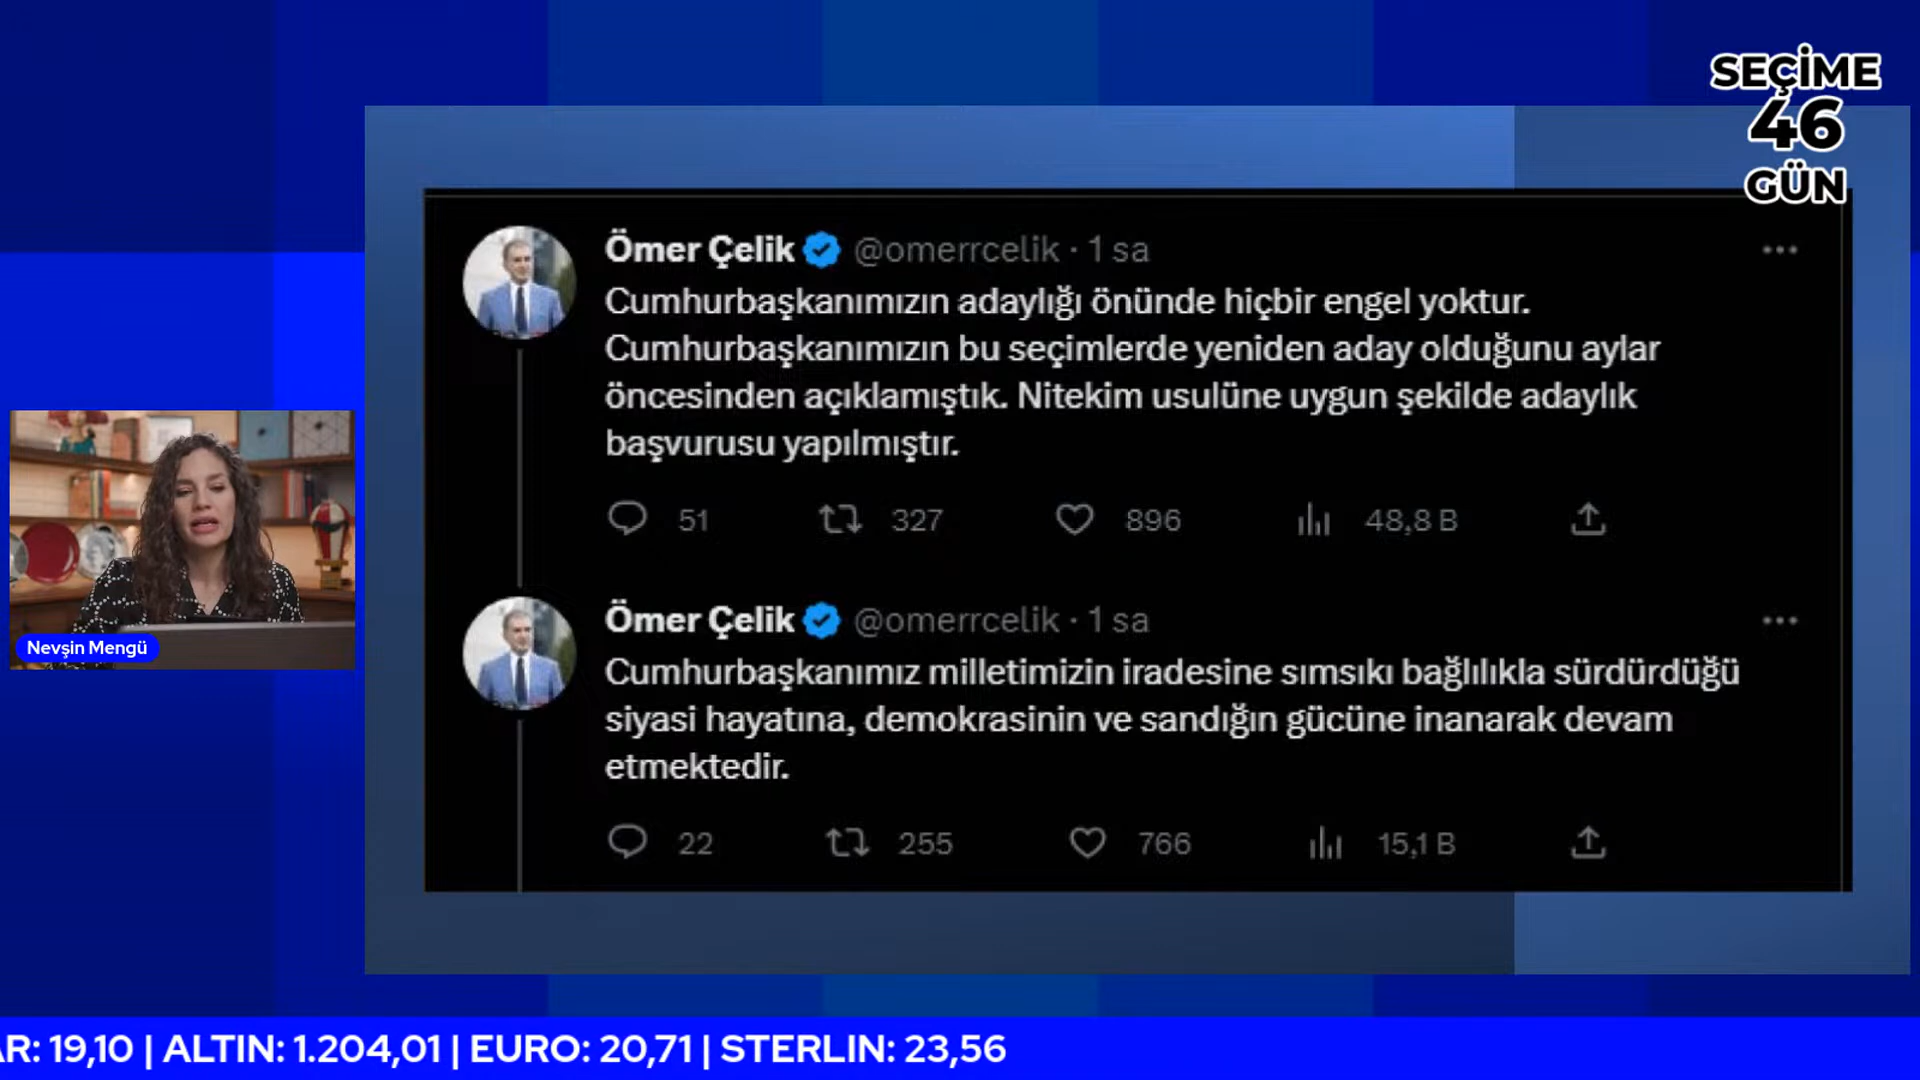 SEÇİME
46
GÜN
Ömer Çelik @omerrcelik · 1 sa
Cumhurbaşkanımızın adaylığı önünde hiçbir engel yoktur.
Cumhurbaşkanımızın bu seçimlerde yeniden aday olduğunu aylar
öncesinden açıklamıştık. Nitekim usulüne uygun şekilde adaylık
başvurusu yapılmıştır.
51 327 896 48,8 B
Ömer Çelik @omerrcelik · 1 sa
Cumhurbaşkanımız milletimizin iradesine sımsıkı bağlılıkla sürdürdüğü
siyasi hayatına, demokrasinin ve sandığın gücüne inanarak devam
etmektedir.
22 255 766 15,1 B
Nevşin Mengü
AR: 19,10 | ALTIN: 1.204,01 | EURO: 20,71 | STERLIN: 23,56